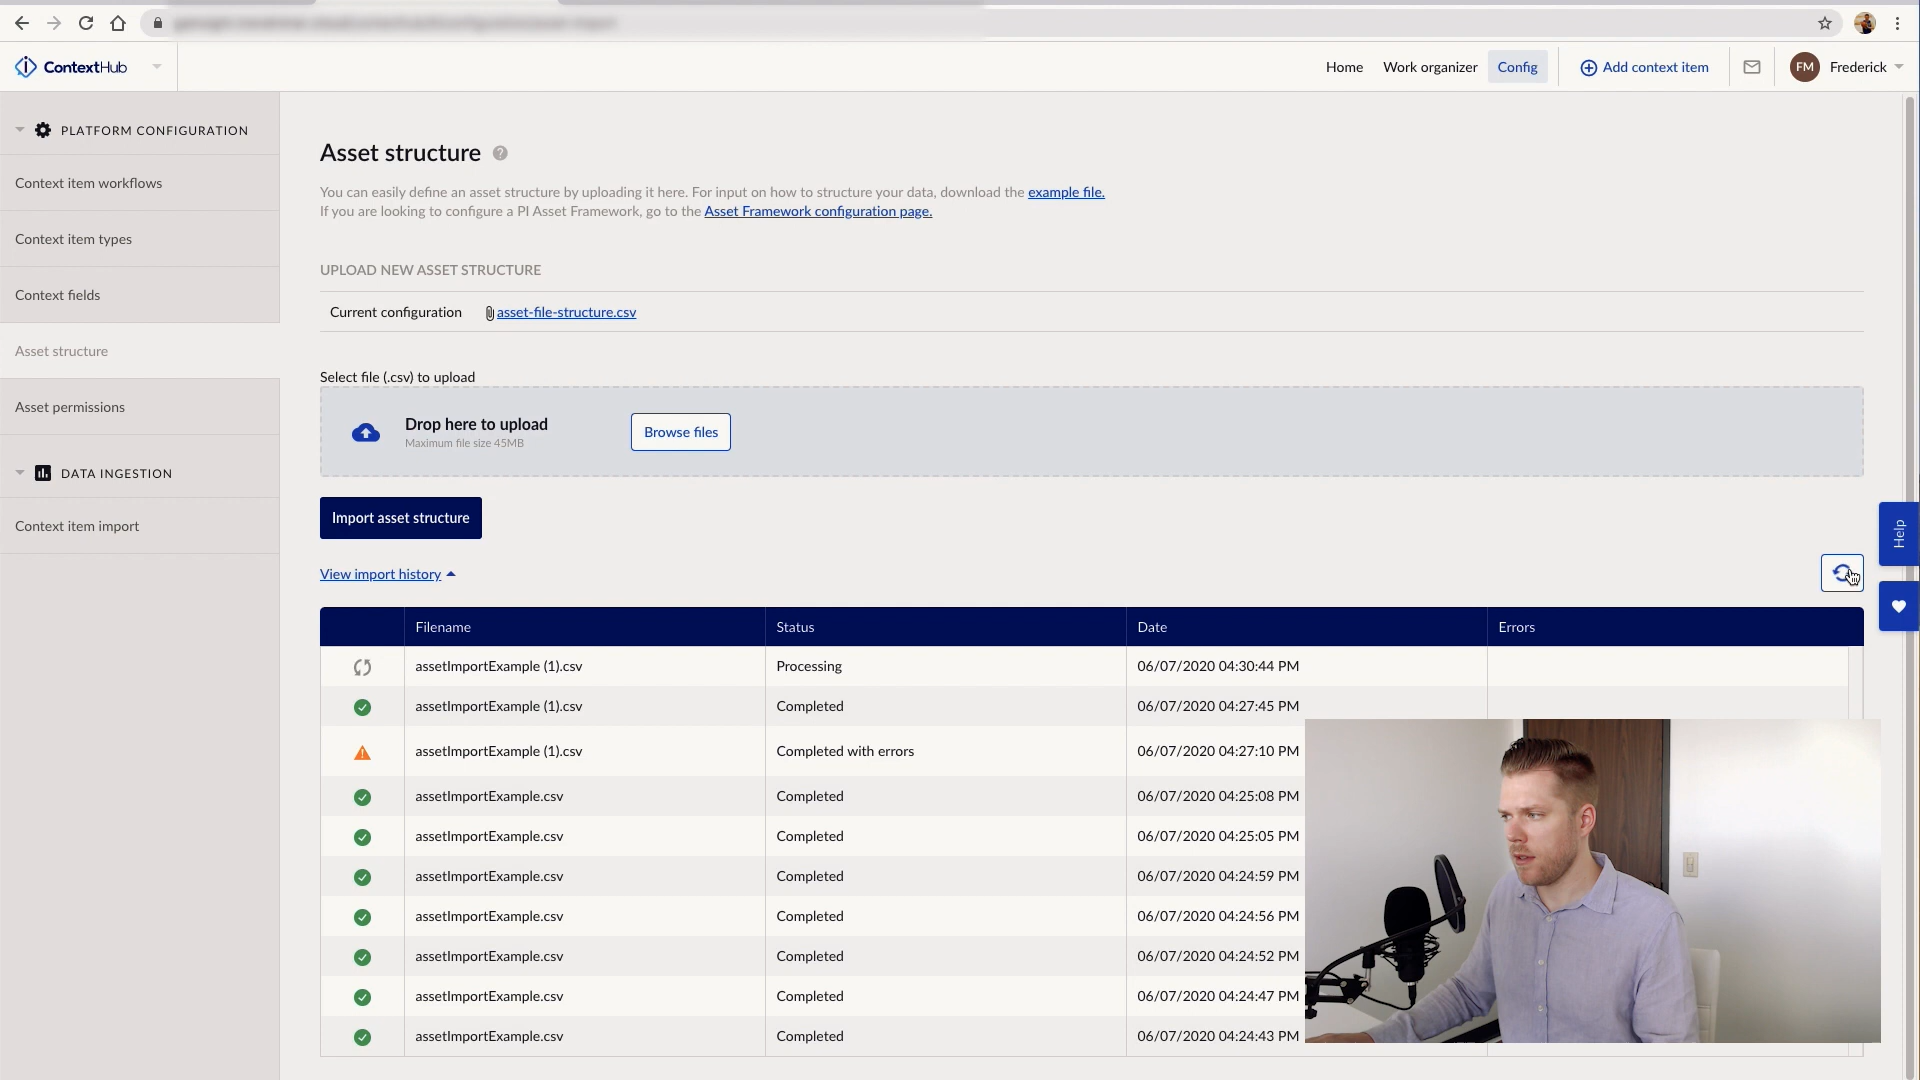 ContextHub
Home
Work organizer
Config
Add context item
FM
Frederick
PLATFORM CONFIGURATION
Context item workflows
Context item types
Context fields
Asset structure
Asset permissions
DATA INGESTION
Context item import
Asset structure
You can easily define an asset structure by uploading it here. For input on how to structure your data, download the example file.
If you are looking to configure a PI Asset Framework, go to the Asset Framework configuration page.
UPLOAD NEW ASSET STRUCTURE
Current configuration asset-file-structure.csv
Select file (.csv) to upload
Drop here to upload
Maximum file size 45MB
Browse files
Import asset structure
View import history
Help
Filename Status Date Errors
assetImportExample (1).csv Processing 06/07/2020 04:30:44 PM
assetImportExample (1).csv Completed 06/07/2020 04:27:45 PM
assetImportExample (1).csv Completed with errors 06/07/2020 04:27:10 PM
assetImportExample.csv Completed 06/07/2020 04:25:08 PM
assetImportExample.csv Completed 06/07/2020 04:25:05 PM
assetImportExample.csv Completed 06/07/2020 04:24:59 PM
assetImportExample.csv Completed 06/07/2020 04:24:56 PM
assetImportExample.csv Completed 06/07/2020 04:24:52 PM
assetImportExample.csv Completed 06/07/2020 04:24:47 PM
assetImportExample.csv Completed 06/07/2020 04:24:43 PM